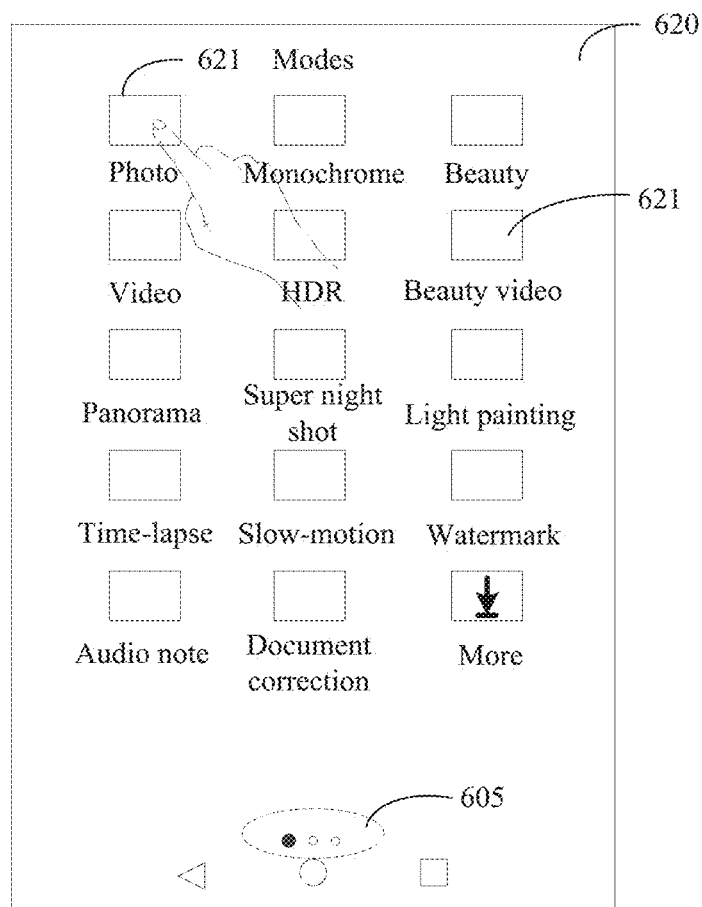 620
621 Modes
Photo Monochrome Beauty
621
Video HDR Beauty video
Panorama Super night shot Light painting
Time-lapse Slow-motion Watermark
Audio note Document correction More
605